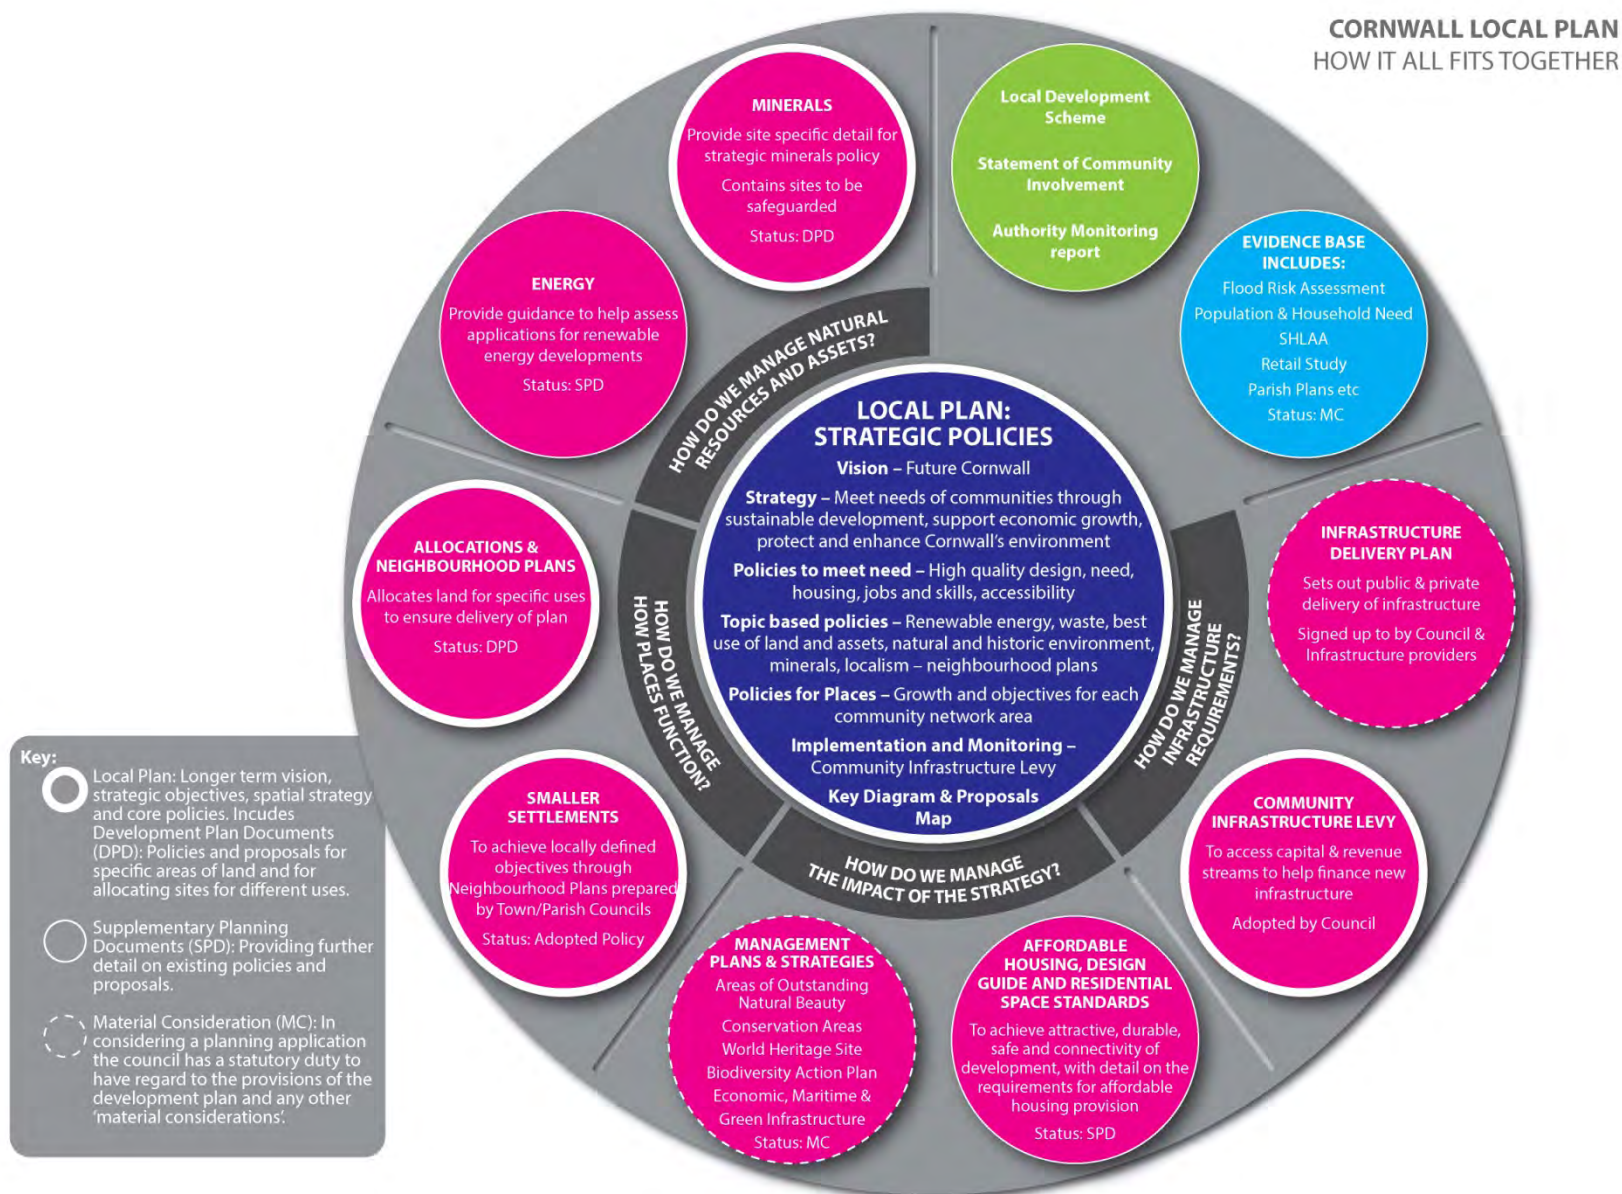 CORNWALL LOCAL PLAN
HOW IT ALL FITS TOGETHER
MINERALS
Provide site specific detail for
strategic minerals policy
Contains sites to be
safeguarded
Status: DPD
Local Development
Scheme
Statement of Community
Involvement
Authority Monitoring
report
EVIDENCE BASE
INCLUDES:
Flood Risk Assessment
Population & Household Need
SHLAA
Retail Study
Parish Plans etc
Status: MC
ENERGY
Provide guidance to help assess
applications for renewable
energy developments
Status: SPD
HOW DO WE MANAGE NATURAL
RESOURCES AND ASSETS?
LOCAL PLAN:
STRATEGIC POLICIES
Vision – Future Cornwall
Strategy – Meet needs of communities through
sustainable development, support economic growth,
protect and enhance Cornwall's environment
Policies to meet need – High quality design, need,
housing, jobs and skills, accessibility
Topic based policies – Renewable energy, waste, best
use of land and assets, natural and historic environment,
minerals, localism – neighbourhood plans
Policies for Places – Growth and objectives for each
community network area
Implementation and Monitoring –
Community Infrastructure Levy
Key Diagram & Proposals
Map
ALLOCATIONS &
NEIGHBOURHOOD PLANS
Allocates land for specific uses
to ensure delivery of plan
Status: DPD
HOW DO WE MANAGE
HOW PLACES FUNCTION?
HOW DO WE MANAGE
INFRASTRUCTURE
REQUIREMENTS?
INFRASTRUCTURE
DELIVERY PLAN
Sets out public & private
delivery of infrastructure
Signed up to by Council &
Infrastructure providers
SMALLER
SETTLEMENTS
To achieve locally defined
objectives through
Neighbourhood Plans prepared
by Town/Parish Councils
Status: Adopted Policy
COMMUNITY
INFRASTRUCTURE LEVY
To access capital & revenue
streams to help finance new
infrastructure
Adopted by Council
HOW DO WE MANAGE
THE IMPACT OF THE STRATEGY?
MANAGEMENT
PLANS & STRATEGIES
Areas of Outstanding
Natural Beauty
Conservation Areas
World Heritage Site
Biodiversity Action Plan
Economic, Maritime &
Green Infrastructure
Status: MC
AFFORDABLE
HOUSING, DESIGN
GUIDE AND RESIDENTIAL
SPACE STANDARDS
To achieve attractive, durable,
safe and connectivity of
development, with detail on the
requirements for affordable
housing provision
Status: SPD
Key:
Local Plan: Longer term vision,
strategic objectives, spatial strategy
and core policies. Incudes
Development Plan Documents
(DPD): Policies and proposals for
specific areas of land and for
allocating sites for different uses.
Supplementary Planning
Documents (SPD): Providing further
detail on existing policies and
proposals.
Material Consideration (MC): In
considering a planning application
the council has a statutory duty to
have regard to the provisions of the
development plan and any other
'material considerations'.